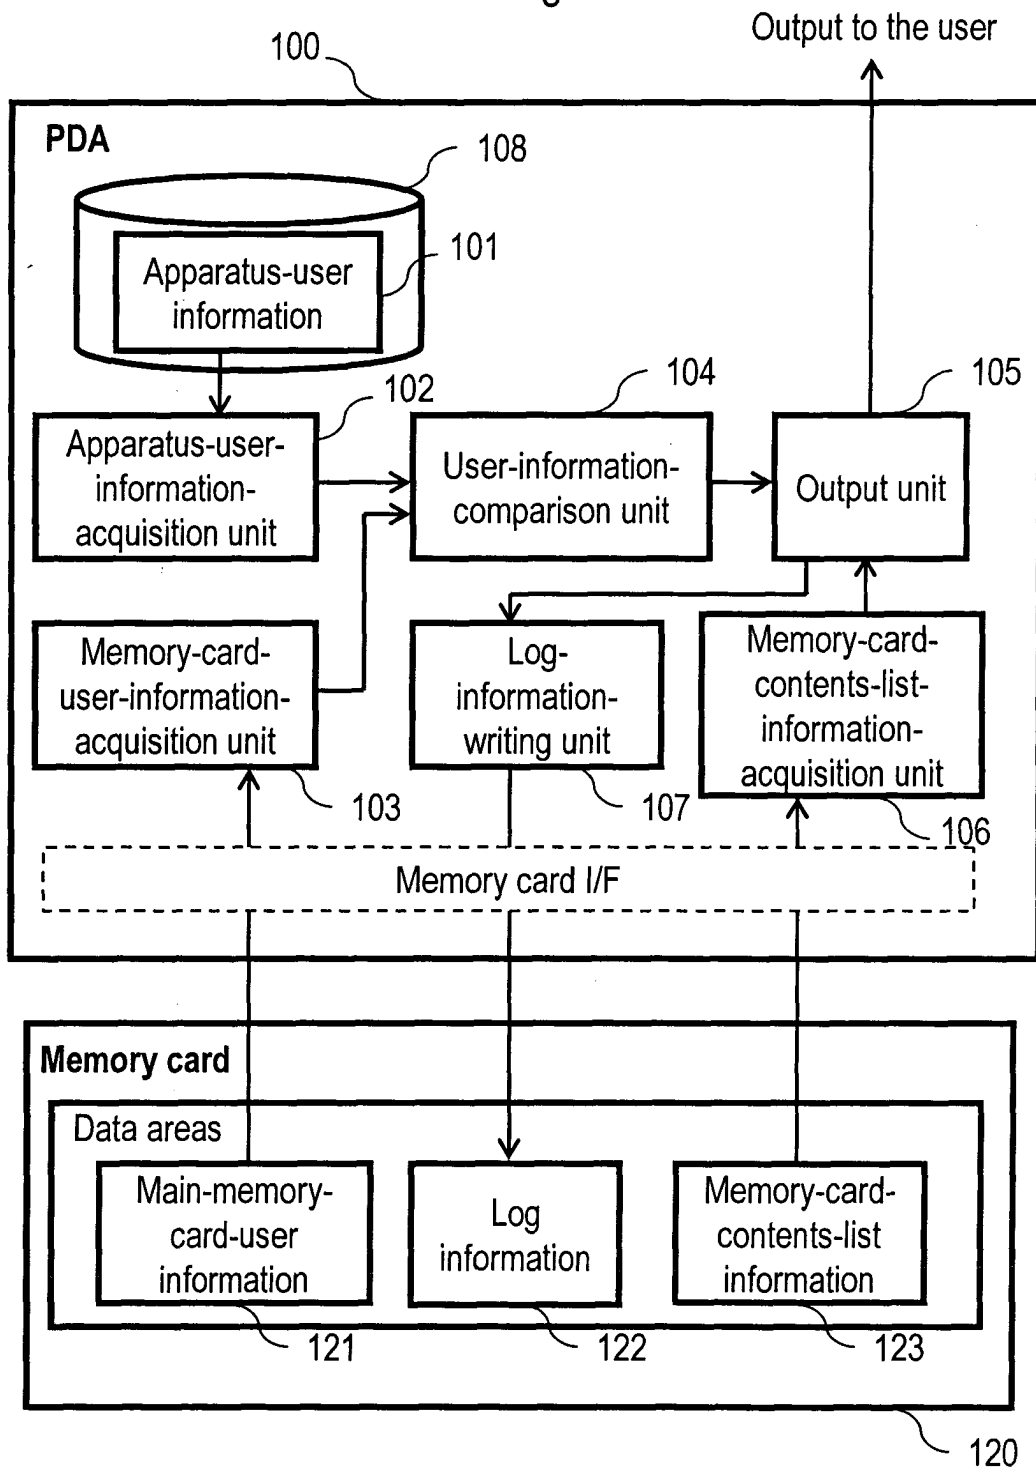 Output to the user
100
PDA
108
101
Apparatus-user
information
102
104
105
Apparatus-user-
information-
acquisition unit
User-information-
comparison unit
Output unit
Memory-card-
user-information-
acquisition unit
Log-
information-
writing unit
Memory-card-
contents-list-
information-
acquisition unit
103
107
106
Memory card I/F
Memory card
Data areas
Main-memory-
card-user
information
Log
information
Memory-card-
contents-list
information
121
122
123
120